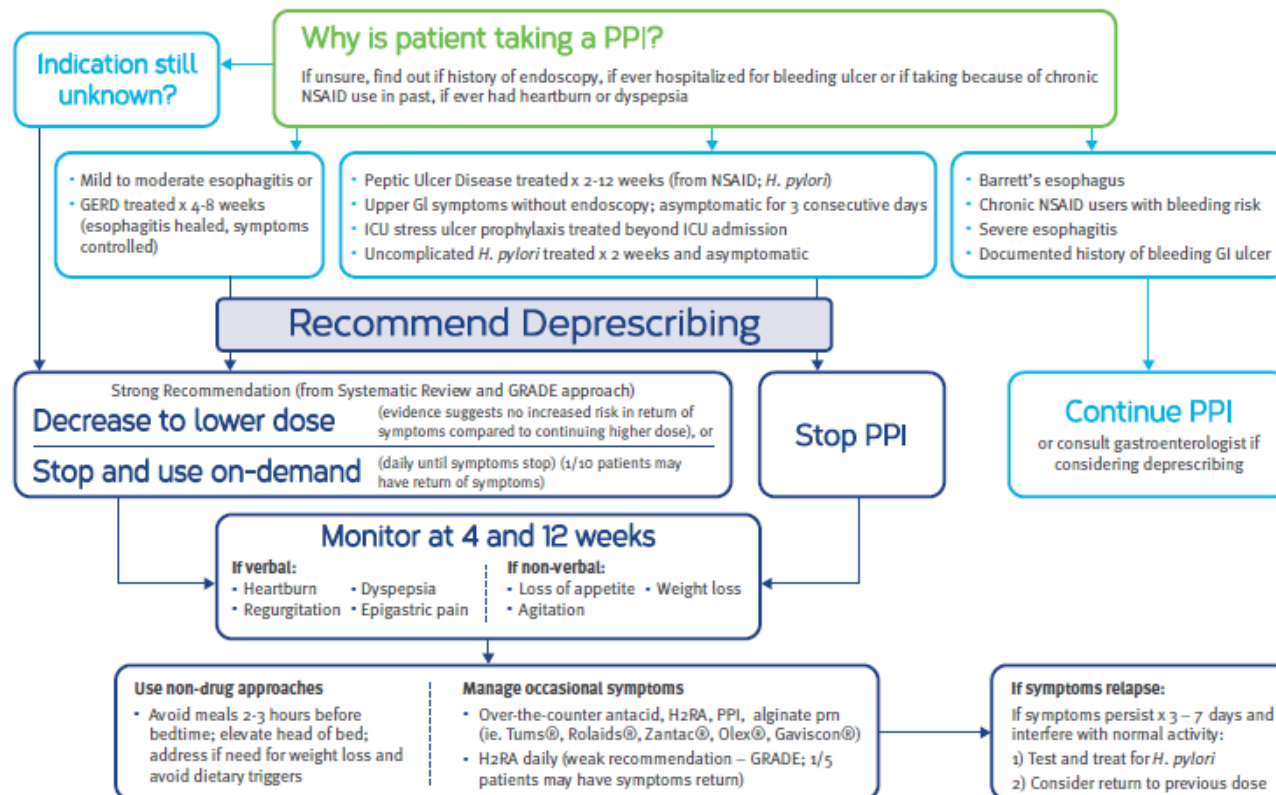 Why is patient taking a PPI?
If unsure, find out if history of endoscopy, if ever hospitalized for bleeding ulcer or if taking because of chronic
NSAID use in past, if ever had heartburn or dyspepsia
Indication still
unknown?
▪ Mild to moderate esophagitis or
▪ GERD treated x 4-8 weeks
(esophagitis healed, symptoms
controlled)
▪ Peptic Ulcer Disease treated x 2-12 weeks (from NSAID; H. pylori)
▪ Upper GI symptoms without endoscopy; asymptomatic for 3 consecutive days
▪ ICU stress ulcer prophylaxis treated beyond ICU admission
▪ Uncomplicated H. pylori treated x 2 weeks and asymptomatic
▪ Barrett's esophagus
▪ Chronic NSAID users with bleeding risk
▪ Severe esophagitis
▪ Documented history of bleeding GI ulcer
Recommend Deprescribing
Strong Recommendation (from Systematic Review and GRADE approach)
Decrease to lower dose
(evidence suggests no increased risk in return of
symptoms compared to continuing higher dose), or
Stop and use on-demand
(daily until symptoms stop) (1/10 patients may
have return of symptoms)
Stop PPI
Continue PPI
or consult gastroenterologist if
considering deprescribing
Monitor at 4 and 12 weeks
If verbal:
▪ Heartburn ▪ Dyspepsia
▪ Regurgitation ▪ Epigastric pain
If non-verbal:
▪ Loss of appetite ▪ Weight loss
▪ Agitation
Use non-drug approaches
▪ Avoid meals 2-3 hours before
bedtime; elevate head of bed;
address if need for weight loss and
avoid dietary triggers
Manage occasional symptoms
▪ Over-the-counter antacid, H2RA, PPI, alginate prn
(ie. Tums®, Rolaids®, Zantac®, Olex®, Gaviscon®)
▪ H2RA daily (weak recommendation – GRADE; 1/5
patients may have symptoms return)
If symptoms relapse:
If symptoms persist x 3 – 7 days and
interfere with normal activity:
1) Test and treat for H. pylori
2) Consider return to previous dose